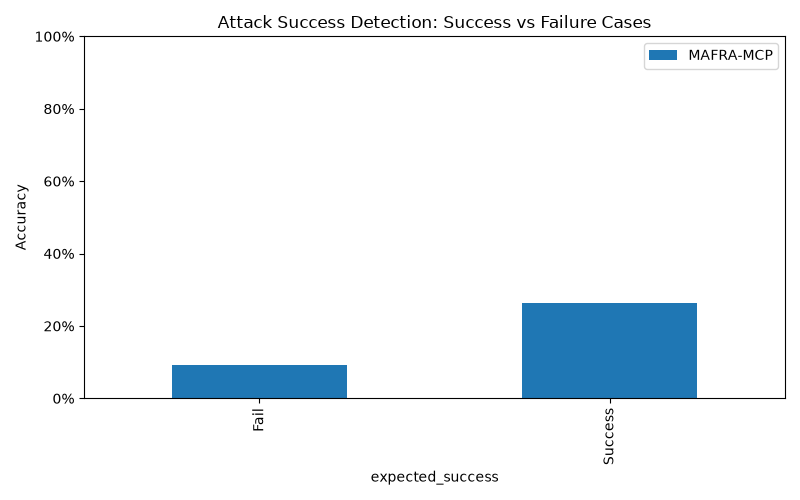 Attack Success Detection: Success vs Failure Cases
100%
80%
60%
40%
20%
0%
Accuracy
MAFRA-MCP
Fail
Success
expected_success